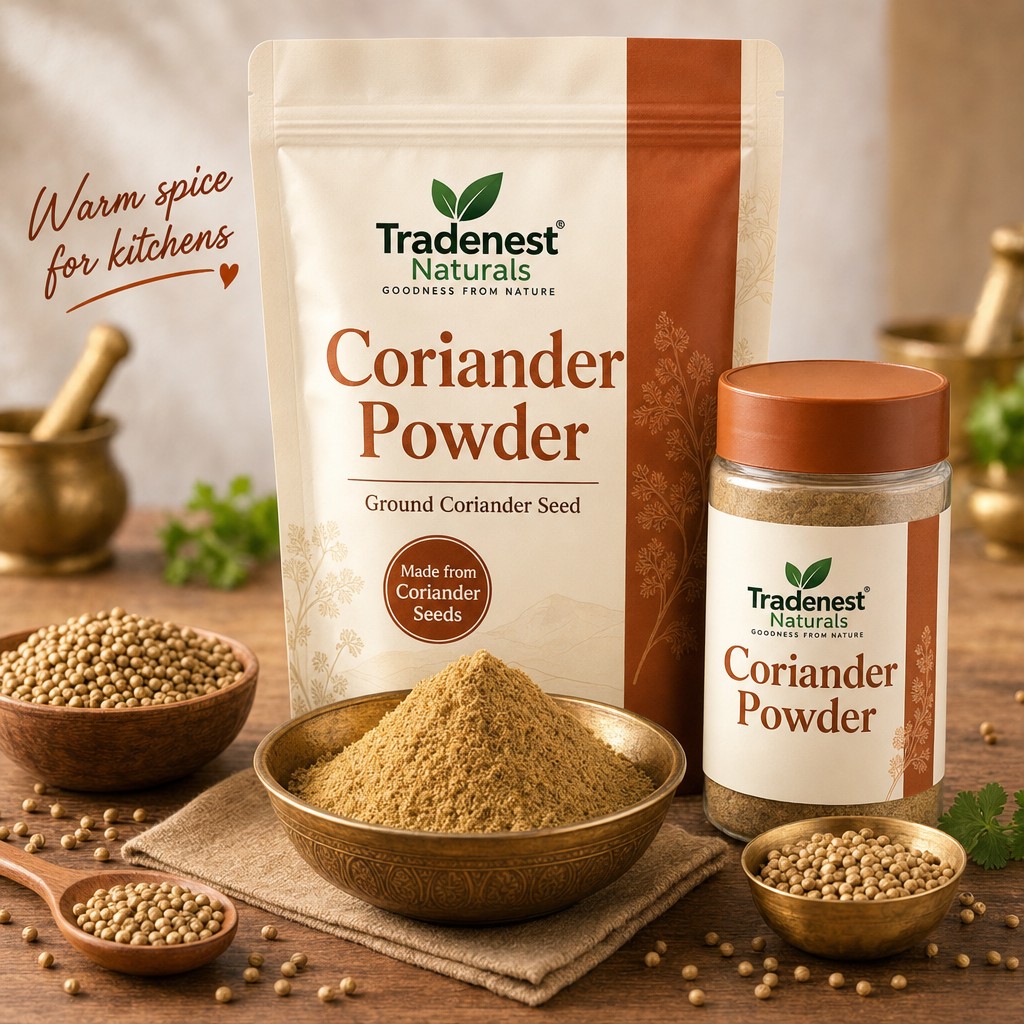 Warm spice
for kitchens
Tradenest®
Naturals
GOODNESS FROM NATURE
Coriander
Powder
Ground Coriander Seed
Made from
Coriander
Seeds
Tradenest®
Naturals
GOODNESS FROM NATURE
Coriander
Powder